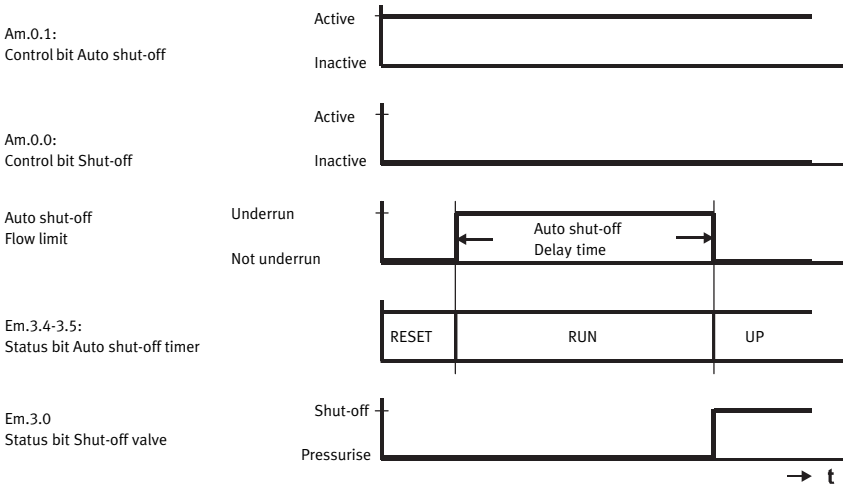 Am.0.1:
Control bit Auto shut-off
Active
Inactive
Am.0.0:
Control bit Shut-off
Active
Inactive
Auto shut-off
Flow limit
Underrun
Not underrun
Auto shut-off
Delay time
Em.3.4-3.5:
Status bit Auto shut-off timer
RESET
RUN
UP
Em.3.0
Status bit Shut-off valve
Shut-off
Pressurise
t